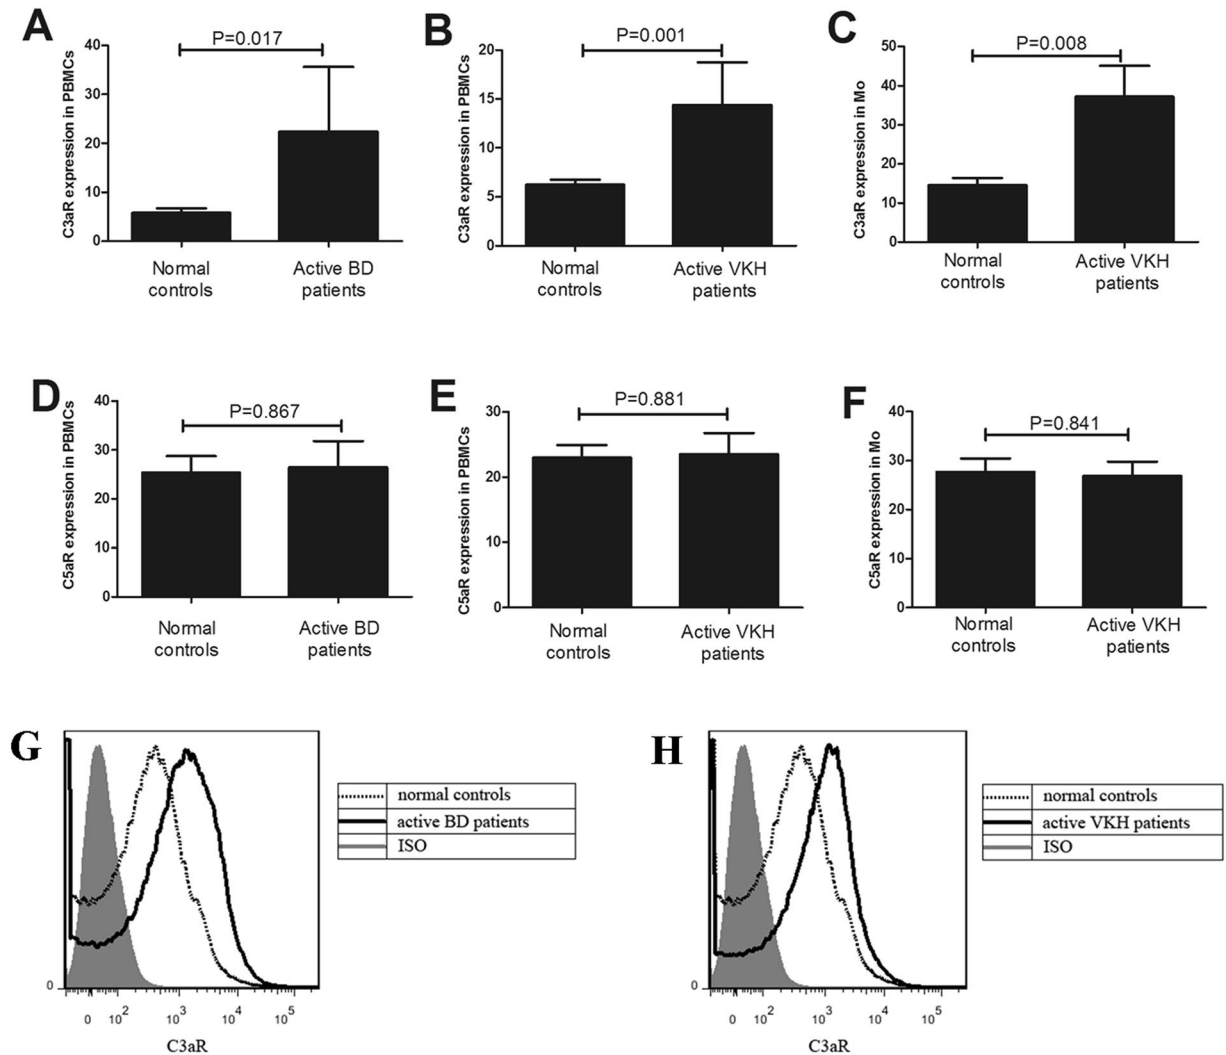 A
C3aR expression in PBMCs
40
30
20
10
0
P=0.017
Normal
controls
Active BD
patients
B
C3aR expression in PBMCs
20
15
10
5
0
P=0.001
Normal
controls
Active VKH
patients
C
C3aR expression in Mo
50
40
30
20
10
0
P=0.008
Normal
controls
Active VKH
patients
D
C5aR expression in PBMCs
40
30
20
10
0
P=0.867
Normal
controls
Active BD
patients
E
C5aR expression in PBMCs
30
20
10
0
P=0.881
Normal
controls
Active VKH
patients
F
C5aR expression in Mo
40
30
20
10
0
P=0.841
Normal
controls
Active VKH
patients
G
0
0 10² 10³ 10⁴ 10⁵
C3aR
normal controls
active BD patients
ISO
H
0
0 10² 10³ 10⁴ 10⁵
C3aR
normal controls
active VKH patients
ISO